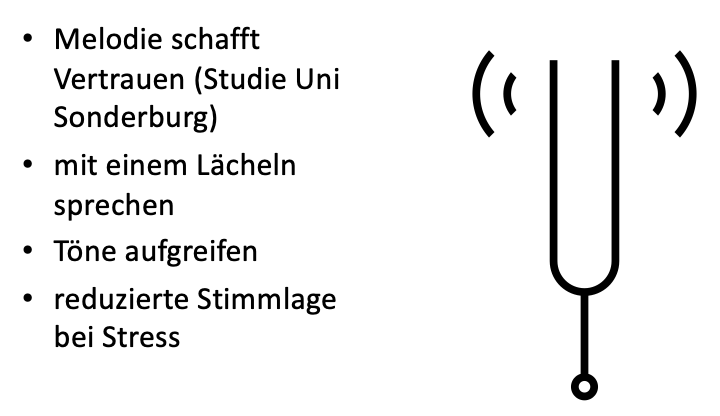 • Melodie schafft
Vertrauen (Studie Uni
Sonderburg)
• mit einem Lächeln
sprechen
• Töne aufgreifen
• reduzierte Stimmlage
bei Stress